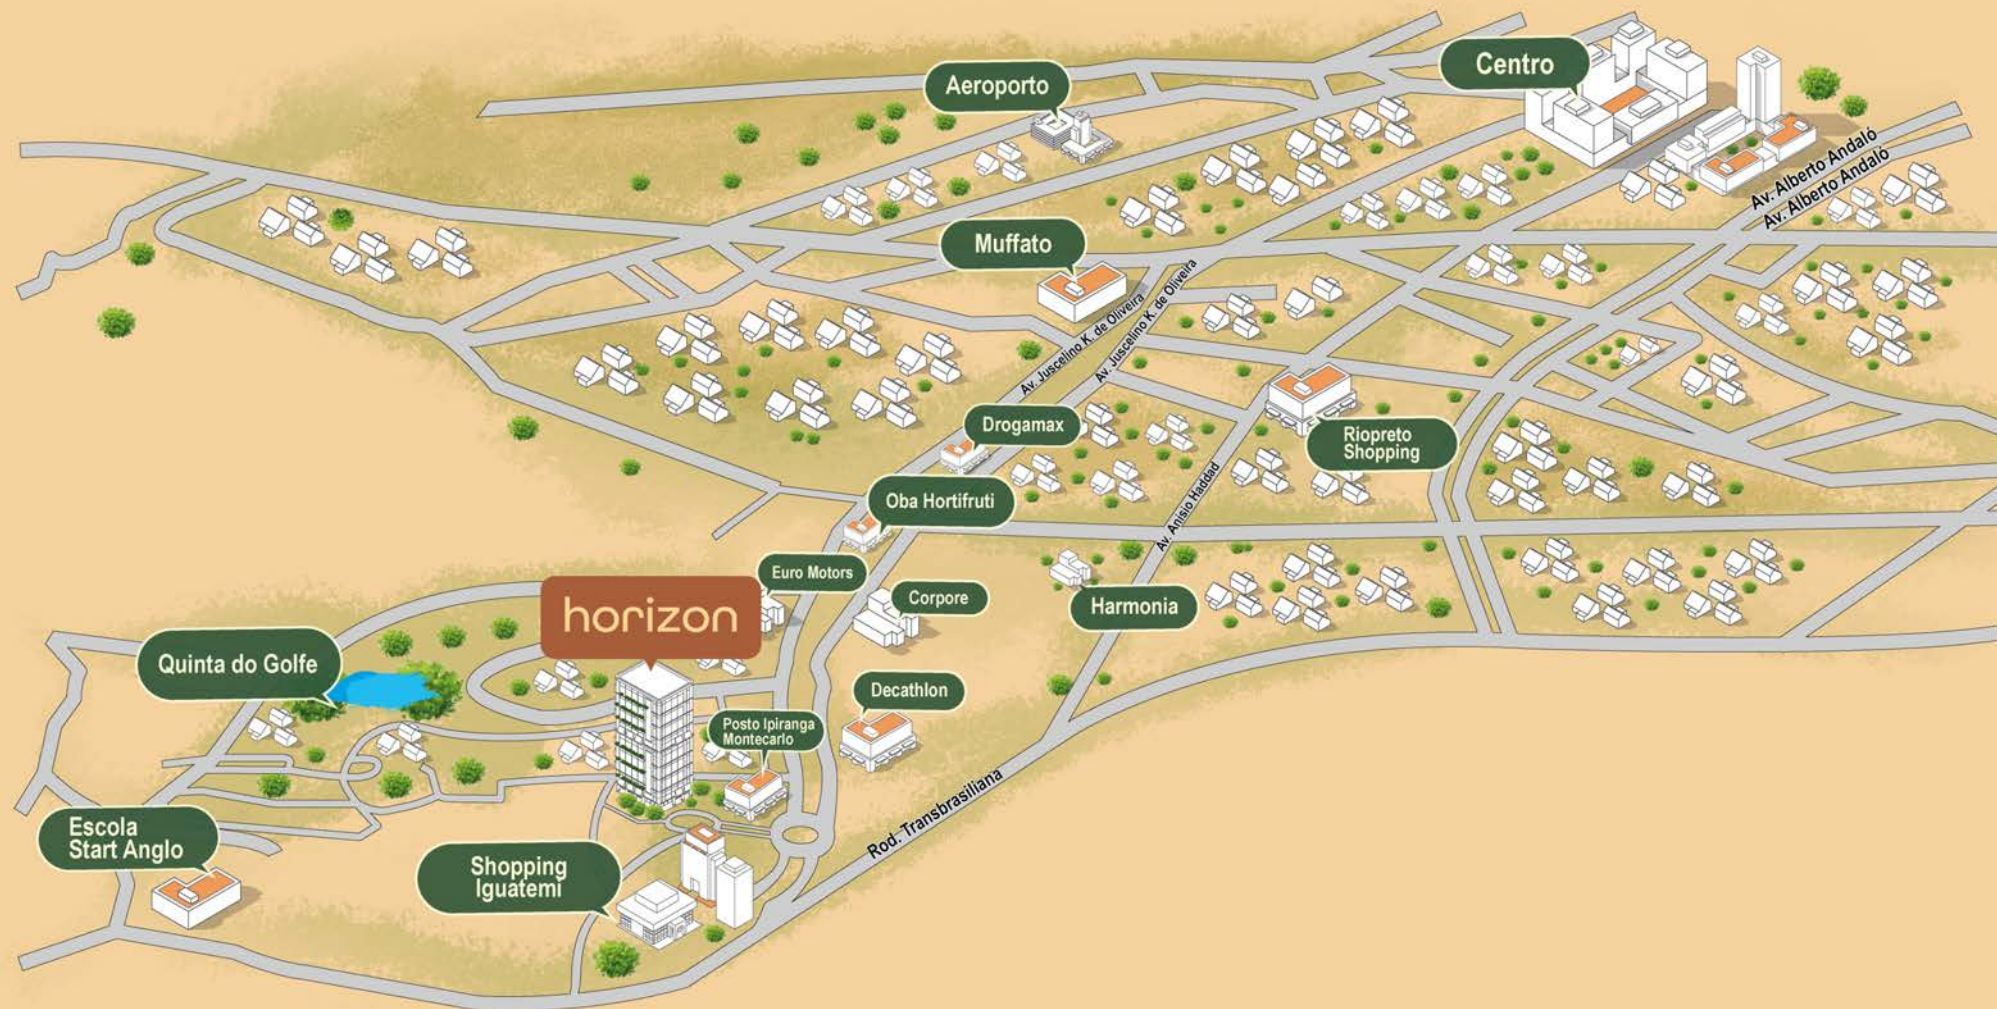 Centro
Aeroporto
Av. Alberto Andaló
Av. Alberto Andaló
Muffato
Av. Juscelino K. de Oliveira
Av. Juscelino K. de Oliveira
Drogamax
Riopreto
Shopping
Oba Hortifruti
Av. Anisio Haddad
Euro Motors
Corpore
Harmonia
horizon
Quinta do Golfe
Decathlon
Posto Ipiranga
Montecarlo
Rod. Transbrasiliana
Escola
Start Anglo
Shopping
Iguatemi